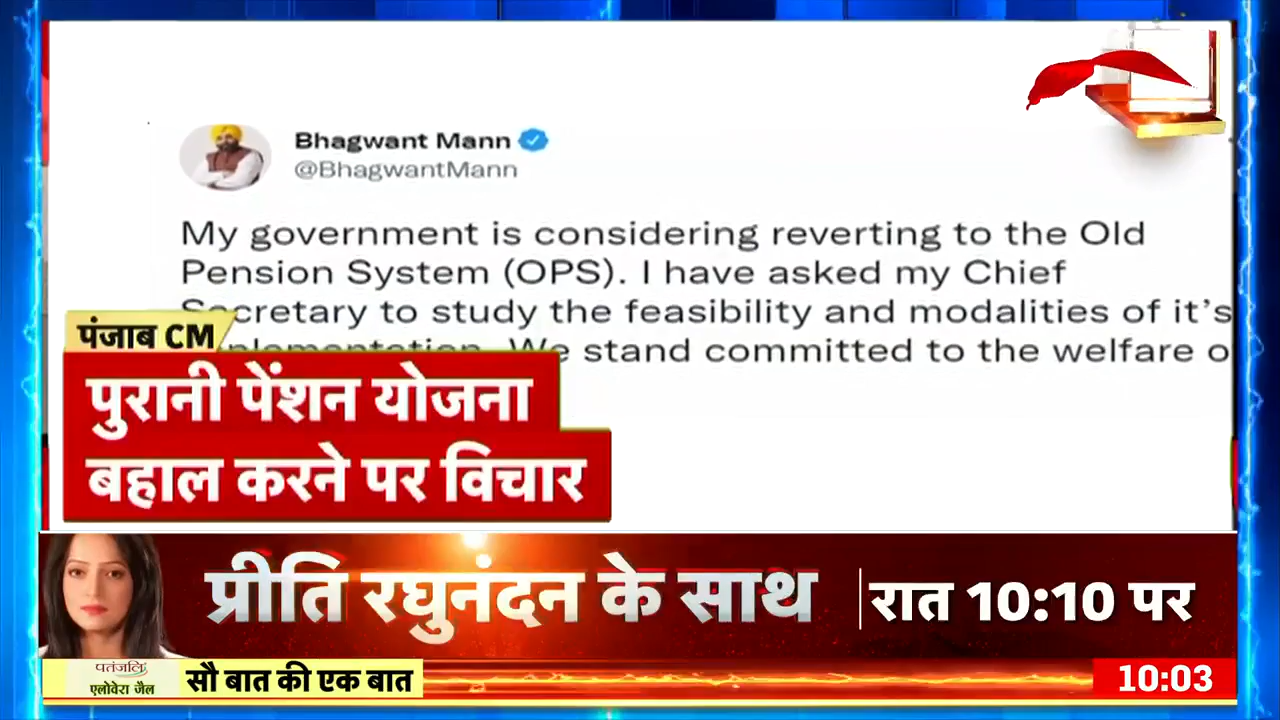 Bhagwant Mann
@BhagwantMann
My government is considering reverting to the Old
Pension System (OPS). I have asked my Chief
Secretary to study the feasibility and modalities of it's
We stand committed to the welfare o
पंजाब CM
पुरानी पेंशन योजना
बहाल करने पर विचार
प्रीति रघुनंदन के साथ
रात 10:10 पर
पतंजलि
एलोवेरा जैल
सौ बात की एक बात
10:03